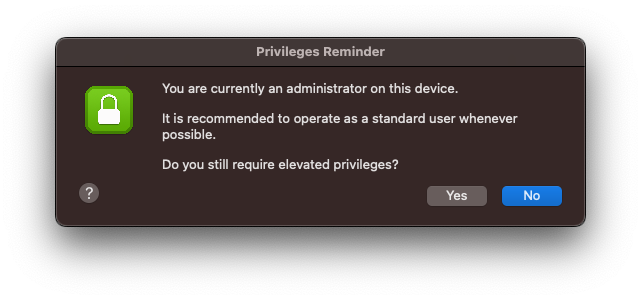 Privileges Reminder
You are currently an administrator on this device.
It is recommended to operate as a standard user whenever
possible.
Do you still require elevated privileges?
?
Yes
No